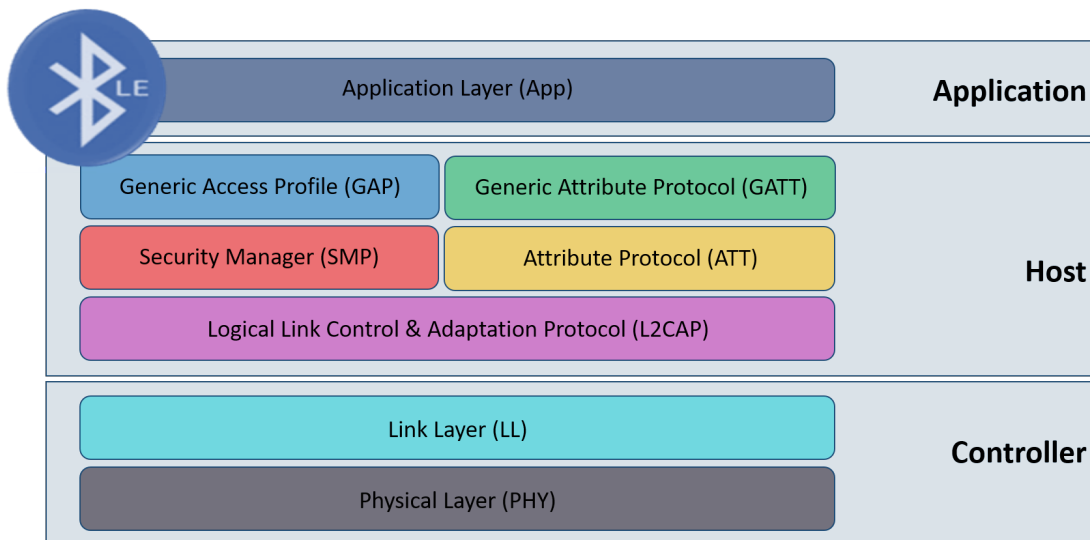 LE
Application Layer (App)
Application
Generic Access Profile (GAP)
Generic Attribute Protocol (GATT)
Security Manager (SMP)
Attribute Protocol (ATT)
Host
Logical Link Control & Adaptation Protocol (L2CAP)
Link Layer (LL)
Controller
Physical Layer (PHY)